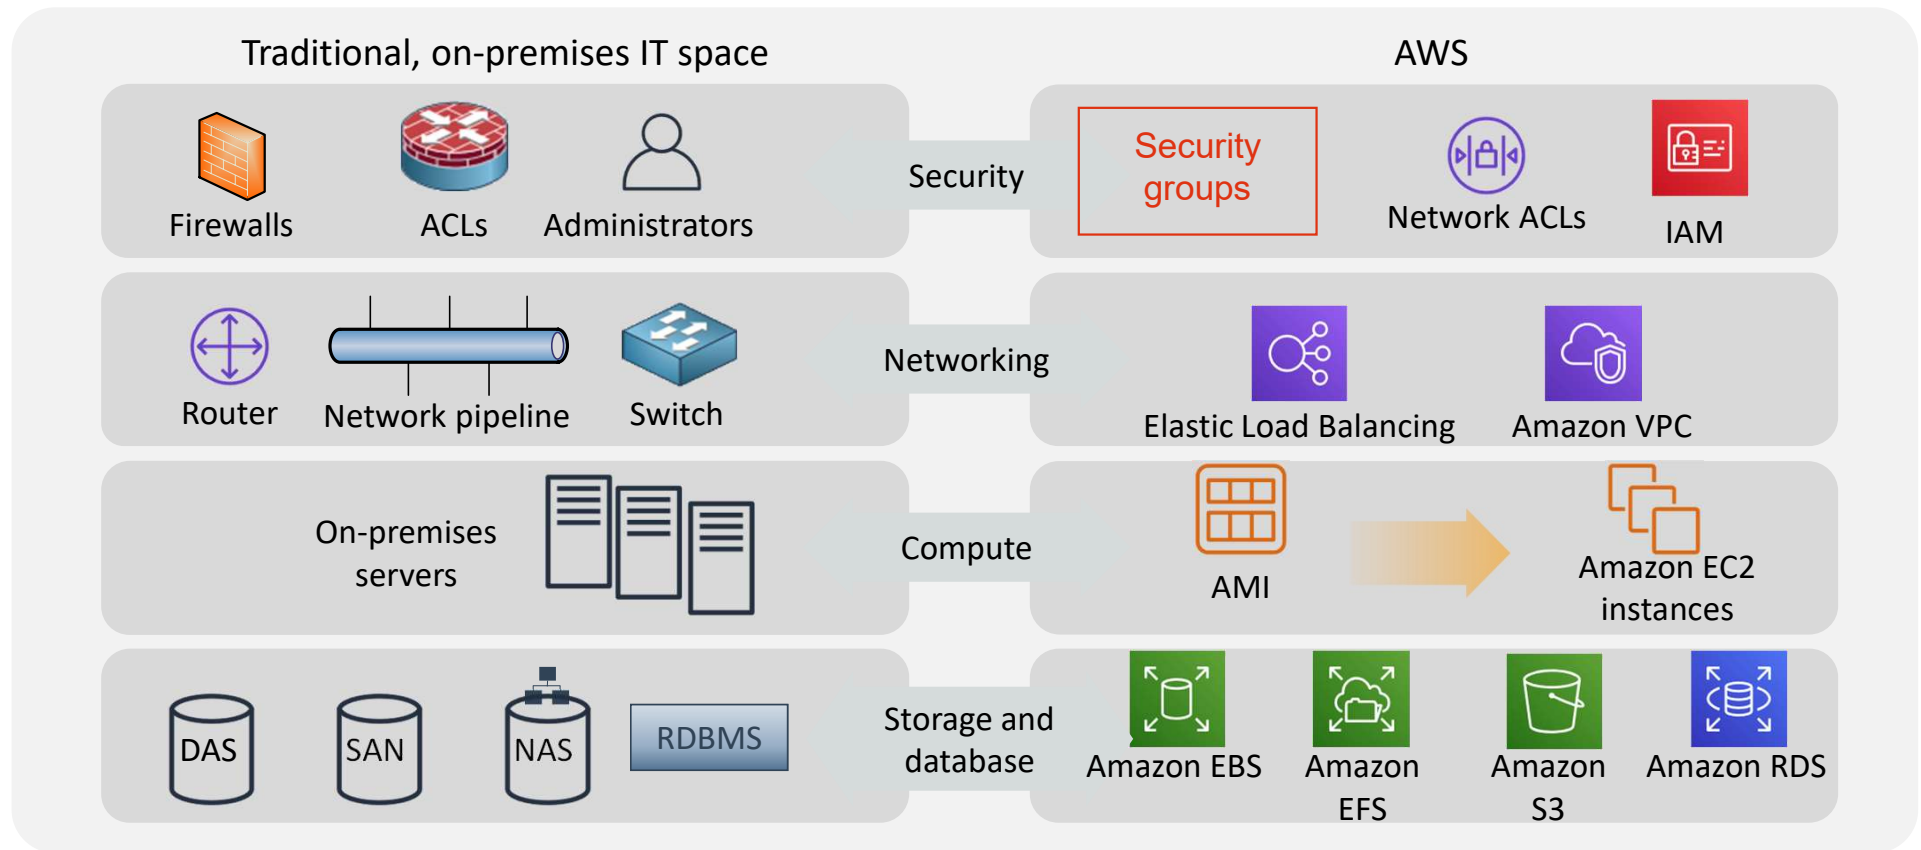 Traditional, on-premises IT space
AWS
Firewalls
ACLs
Administrators
Security
Security
groups
Network ACLs
IAM
Router
Network pipeline
Switch
Networking
Elastic Load Balancing
Amazon VPC
On-premises
servers
Compute
AMI
Amazon EC2
instances
DAS
SAN
NAS
RDBMS
Storage and
database
Amazon EBS
Amazon
EFS
Amazon
S3
Amazon RDS